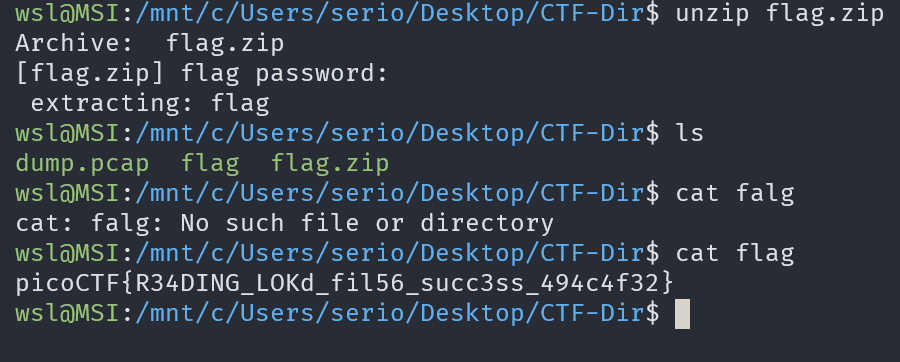 wsl@MSI:/mnt/c/Users/serio/Desktop/CTF-Dir$ unzip flag.zip
Archive:  flag.zip
[flag.zip] flag password:
 extracting: flag
wsl@MSI:/mnt/c/Users/serio/Desktop/CTF-Dir$ ls
dump.pcap  flag  flag.zip
wsl@MSI:/mnt/c/Users/serio/Desktop/CTF-Dir$ cat falg
cat: falg: No such file or directory
wsl@MSI:/mnt/c/Users/serio/Desktop/CTF-Dir$ cat flag
picoCTF{R34DING_LOKd_fil56_succ3ss_494c4f32}
wsl@MSI:/mnt/c/Users/serio/Desktop/CTF-Dir$